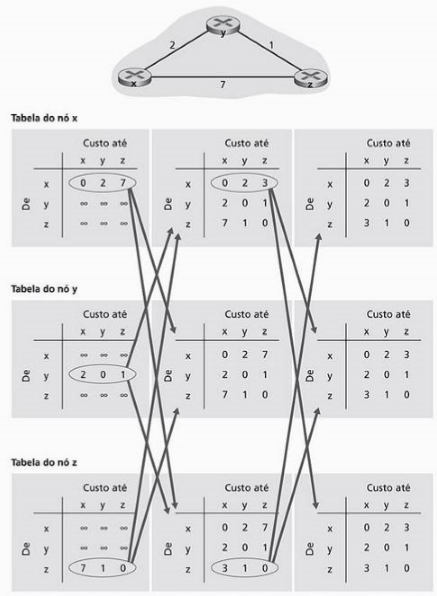 y
2
1
x
7
z
Tabela do nó x
Custo até Custo até Custo até
x y z x y z x y z
x 0 2 7 x 0 2 3 x 0 2 3
De y ∞ ∞ ∞ De y 2 0 1 De y 2 0 1
z ∞ ∞ ∞ z 7 1 0 z 3 1 0
Tabela do nó y
Custo até Custo até Custo até
x y z x y z x y z
x ∞ ∞ ∞ x 0 2 7 x 0 2 3
De y 2 0 1 De y 2 0 1 De y 2 0 1
z ∞ ∞ ∞ z 7 1 0 z 3 1 0
Tabela do nó z
Custo até Custo até Custo até
x y z x y z x y z
x ∞ ∞ ∞ x 0 2 7 x 0 2 3
De y ∞ ∞ ∞ De y 2 0 1 De y 2 0 1
z 7 1 0 z 3 1 0 z 3 1 0